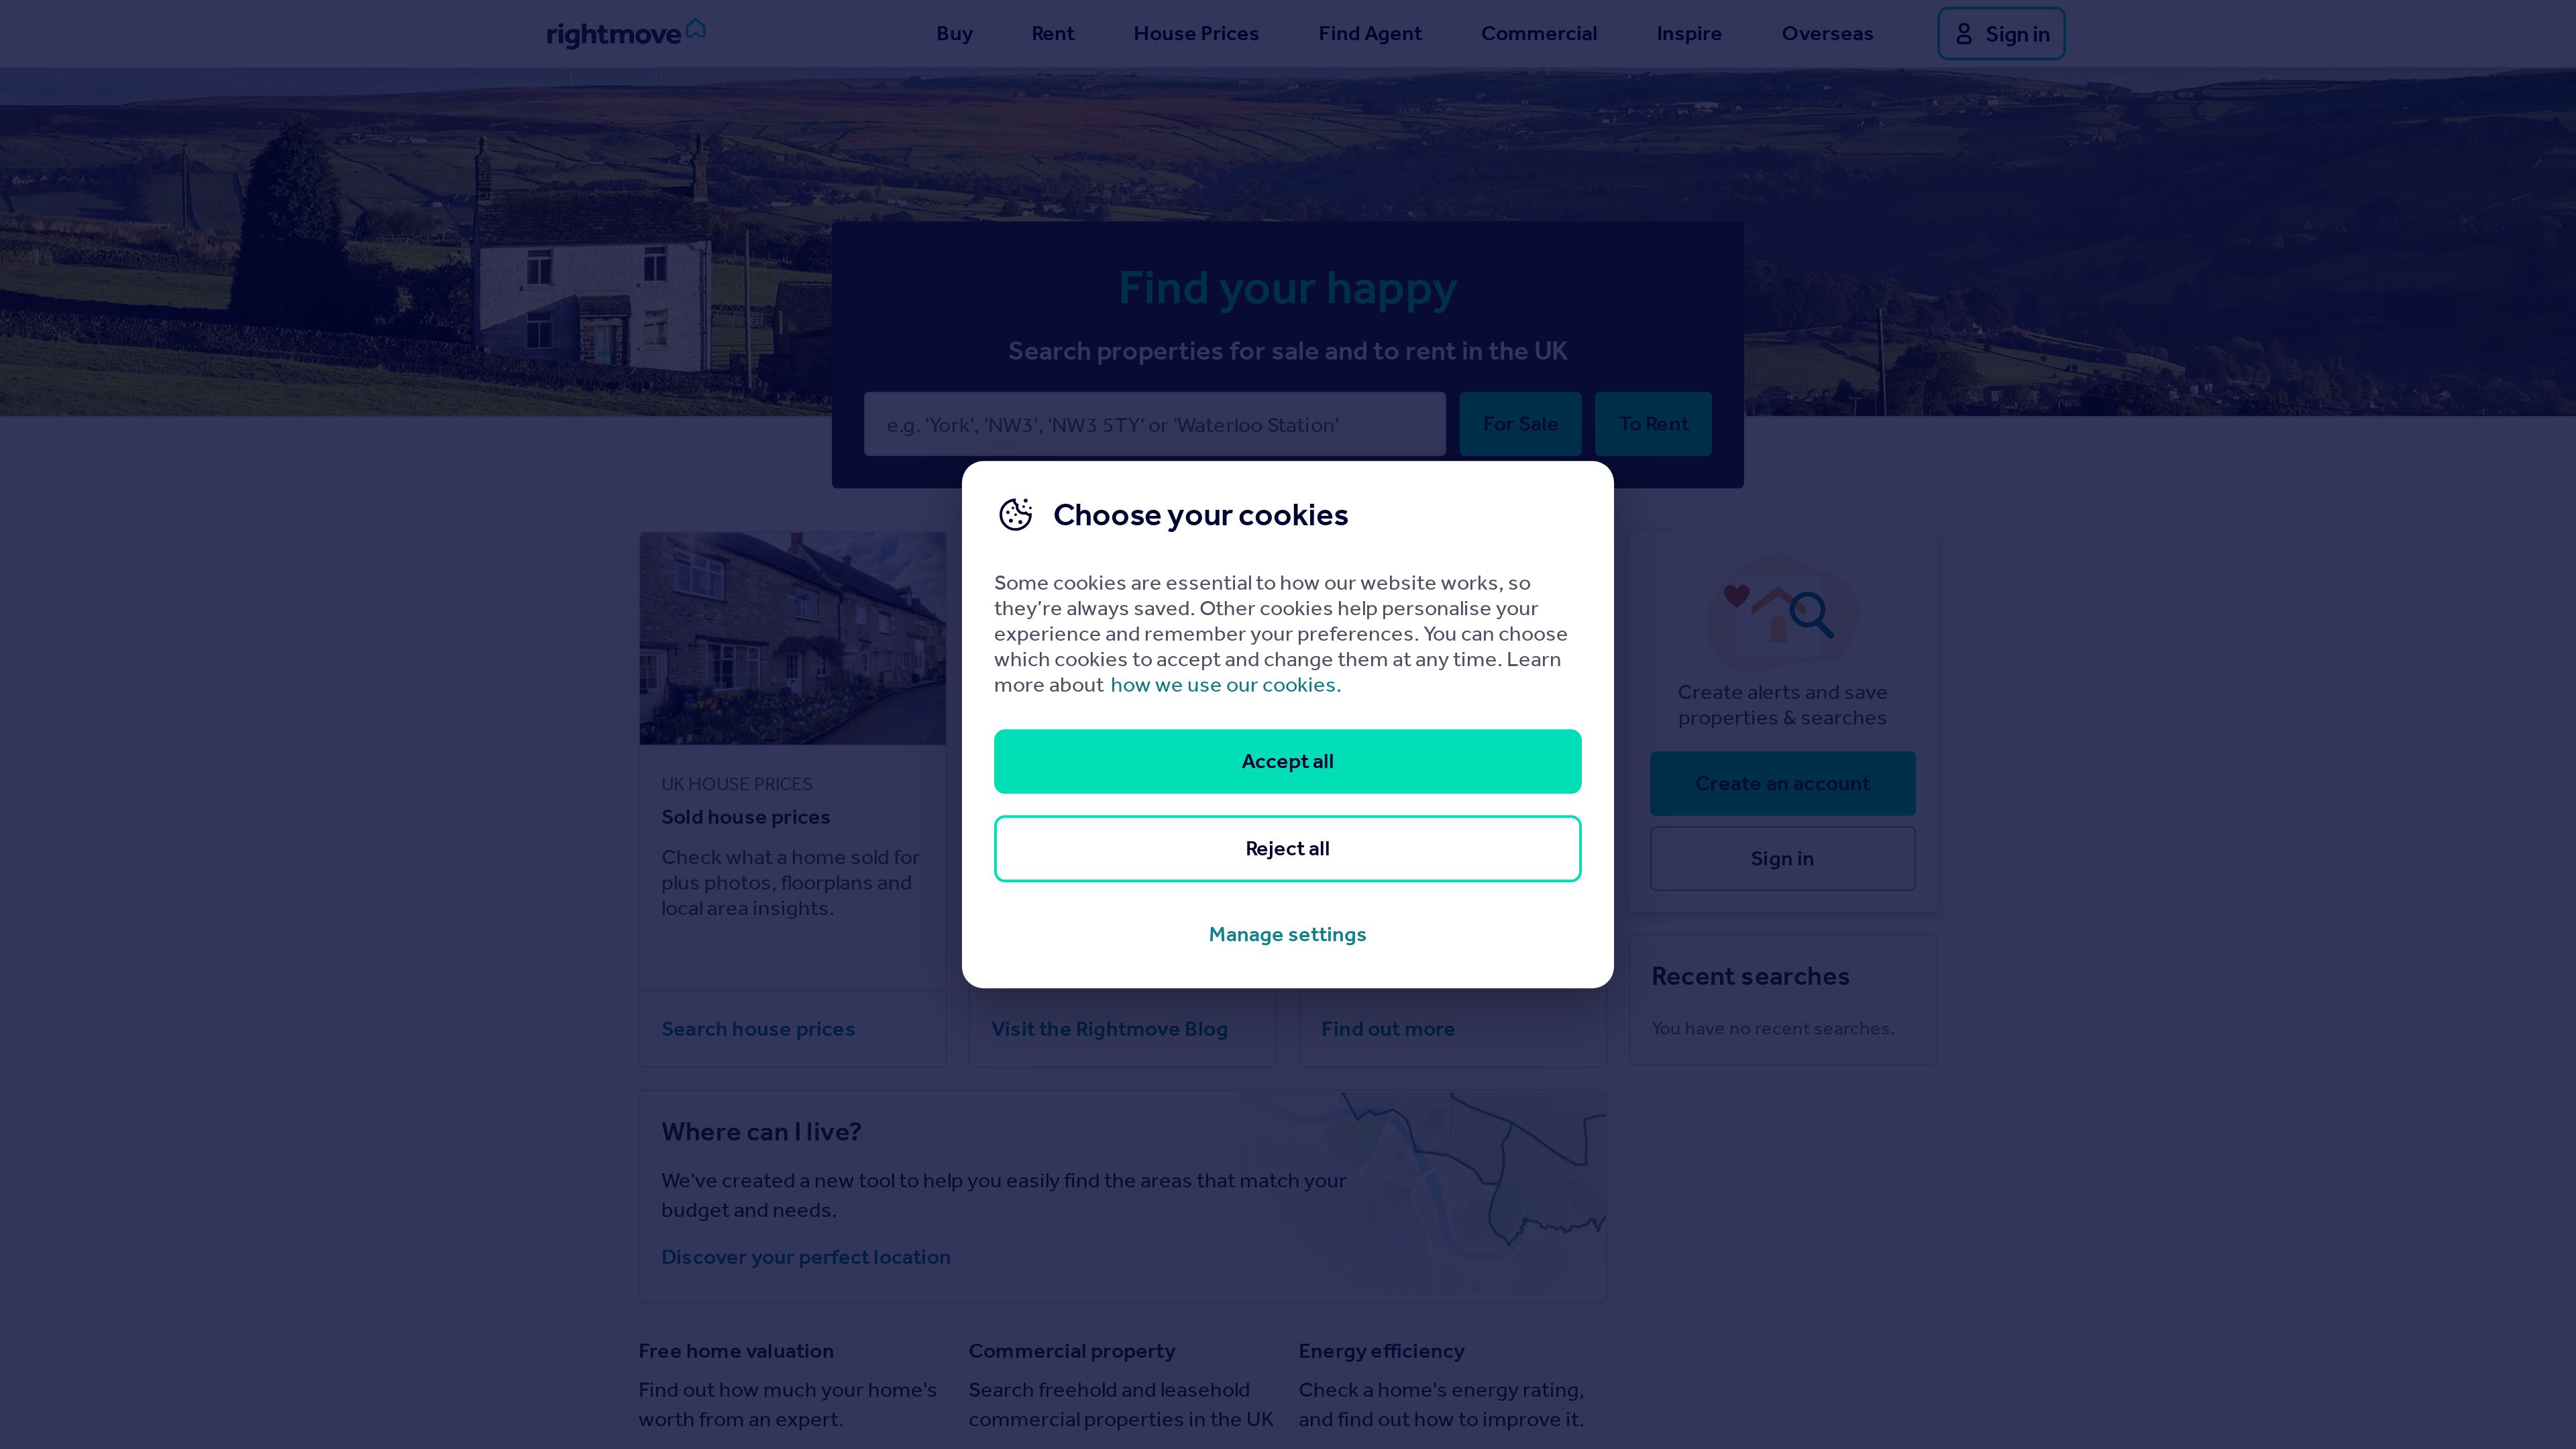 rightmove
Buy
Rent
House Prices
Find Agent
Commercial
Inspire
Overseas
Sign in
Find your happy
Search properties for sale and to rent in the UK
e.g. 'York', 'NW3', 'NW3 5TY' or 'Waterloo Station'
For Sale
To Rent
Choose your cookies
Some cookies are essential to how our website works, so
they're always saved. Other cookies help personalise your
experience and remember your preferences. You can choose
which cookies to accept and change them at any time. Learn
more about how we use our cookies.
Accept all
Reject all
Manage settings
UK HOUSE PRICES
Sold house prices
Check what a home sold for
plus photos, floorplans and
local area insights.
Search house prices
Visit the Rightmove Blog
Find out more
Create alerts and save
properties & searches
Create an account
Sign in
Recent searches
You have no recent searches.
Where can I live?
We've created a new tool to help you easily find the areas that match your
budget and needs.
Discover your perfect location
Free home valuation
Find out how much your home's
worth from an expert.
Commercial property
Search freehold and leasehold
commercial properties in the UK
Energy efficiency
Check a home's energy rating,
and find out how to improve it.